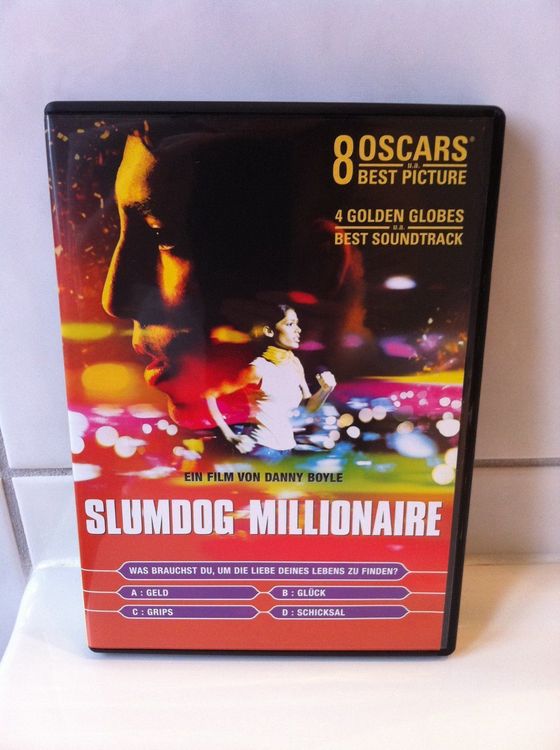 8 OSCARS®
u.a.
BEST PICTURE
4 GOLDEN GLOBES
u.a.
BEST SOUNDTRACK
EIN FILM VON DANNY BOYLE
SLUMDOG MILLIONAIRE
WAS BRAUCHST DU, UM DIE LIEBE DEINES LEBENS ZU FINDEN?
A : GELD
B : GLÜCK
C : GRIPS
D : SCHICKSAL